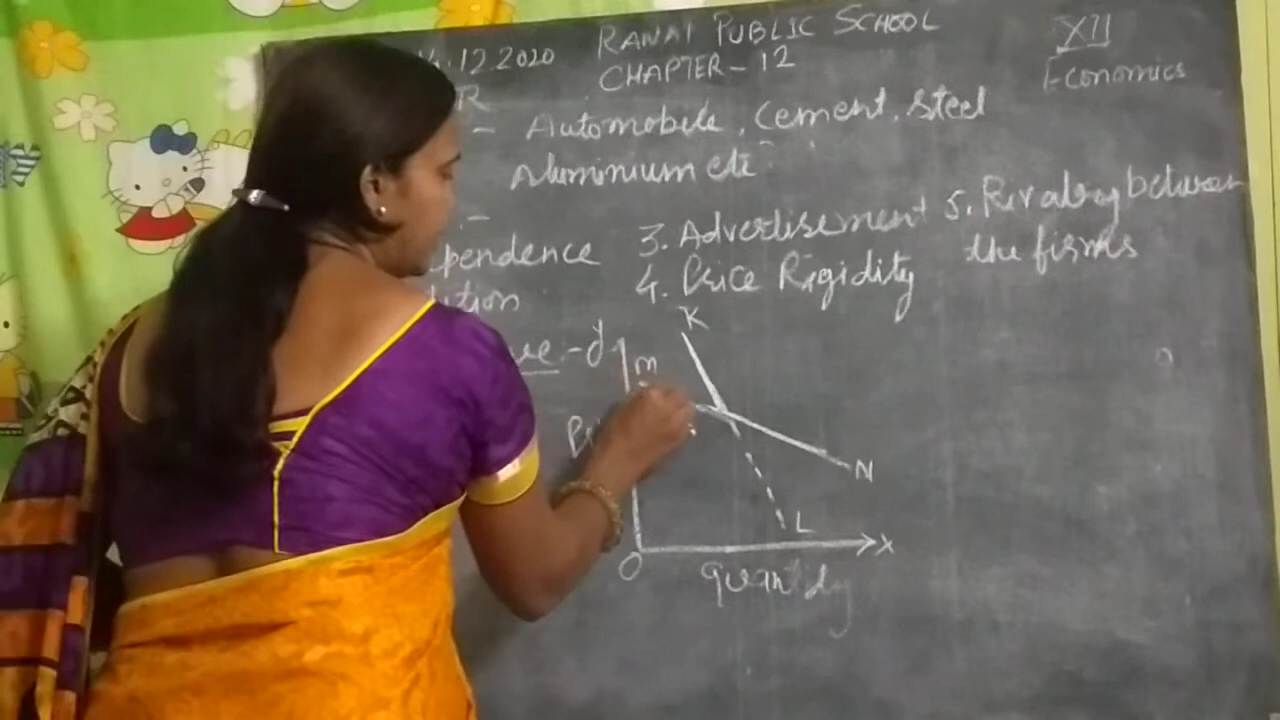 .12.2020 RANAI PUBLIC SCHOOL XII
CHAPTER - 12 Economics
R
- Automobile, Cement, Steel
Aluminium etc
-
pendence 3. Advertisement 5. Rivalry between
4. Price Rigidity the firms
K
ve:- Y
m
N
L
X
O
Quantity